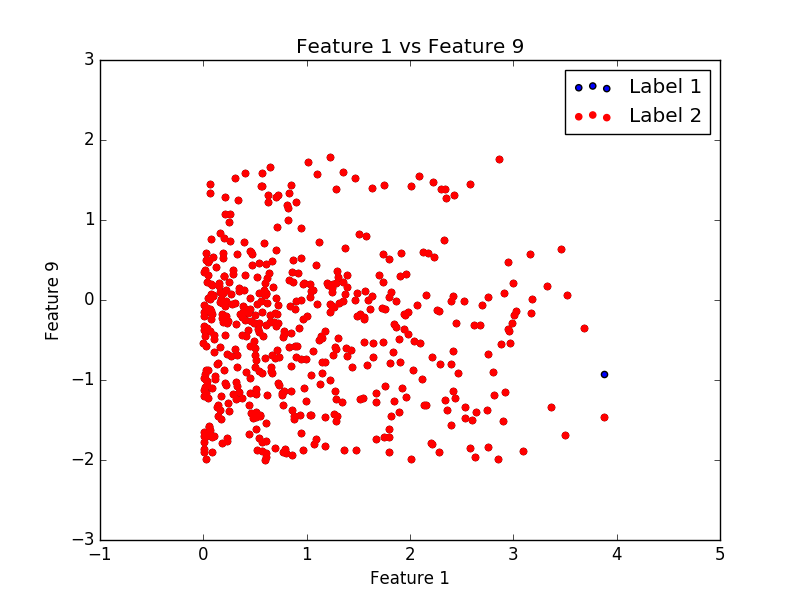 Feature 1 vs Feature 9
Label 1
Label 2
3
2
1
0
−1
−2
−3
Feature 9
−1 0 1 2 3 4 5
Feature 1